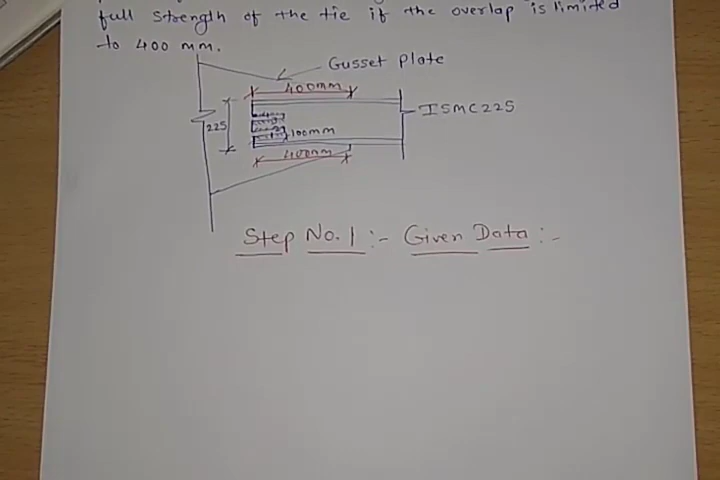 full strength of the tie if the overlap is limited
to 400 mm.
Gusset plate
400mm
ISMC225
225
100mm
400mm
Step No. 1 :- Given Data :-